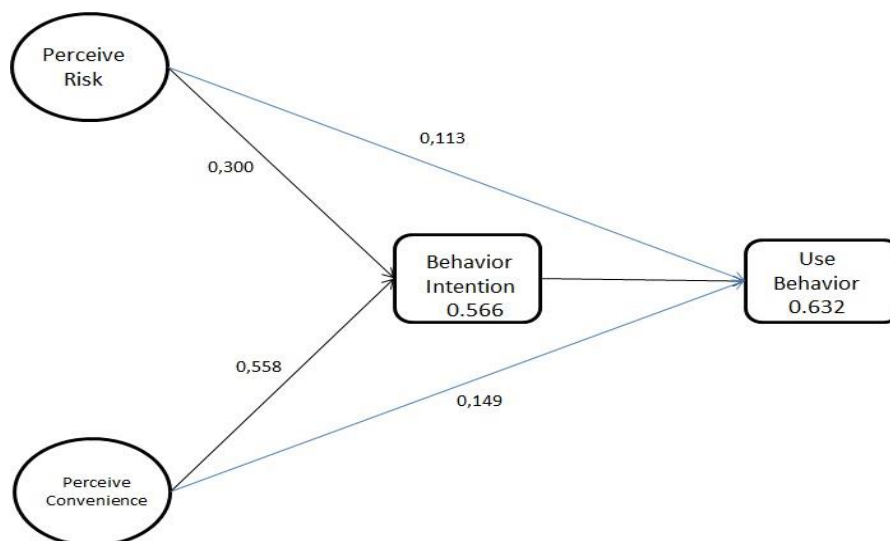 Perceive
Risk
0,113
0,300
Behavior
Intention
0.566
Use
Behavior
0.632
0,558
0,149
Perceive
Convenience